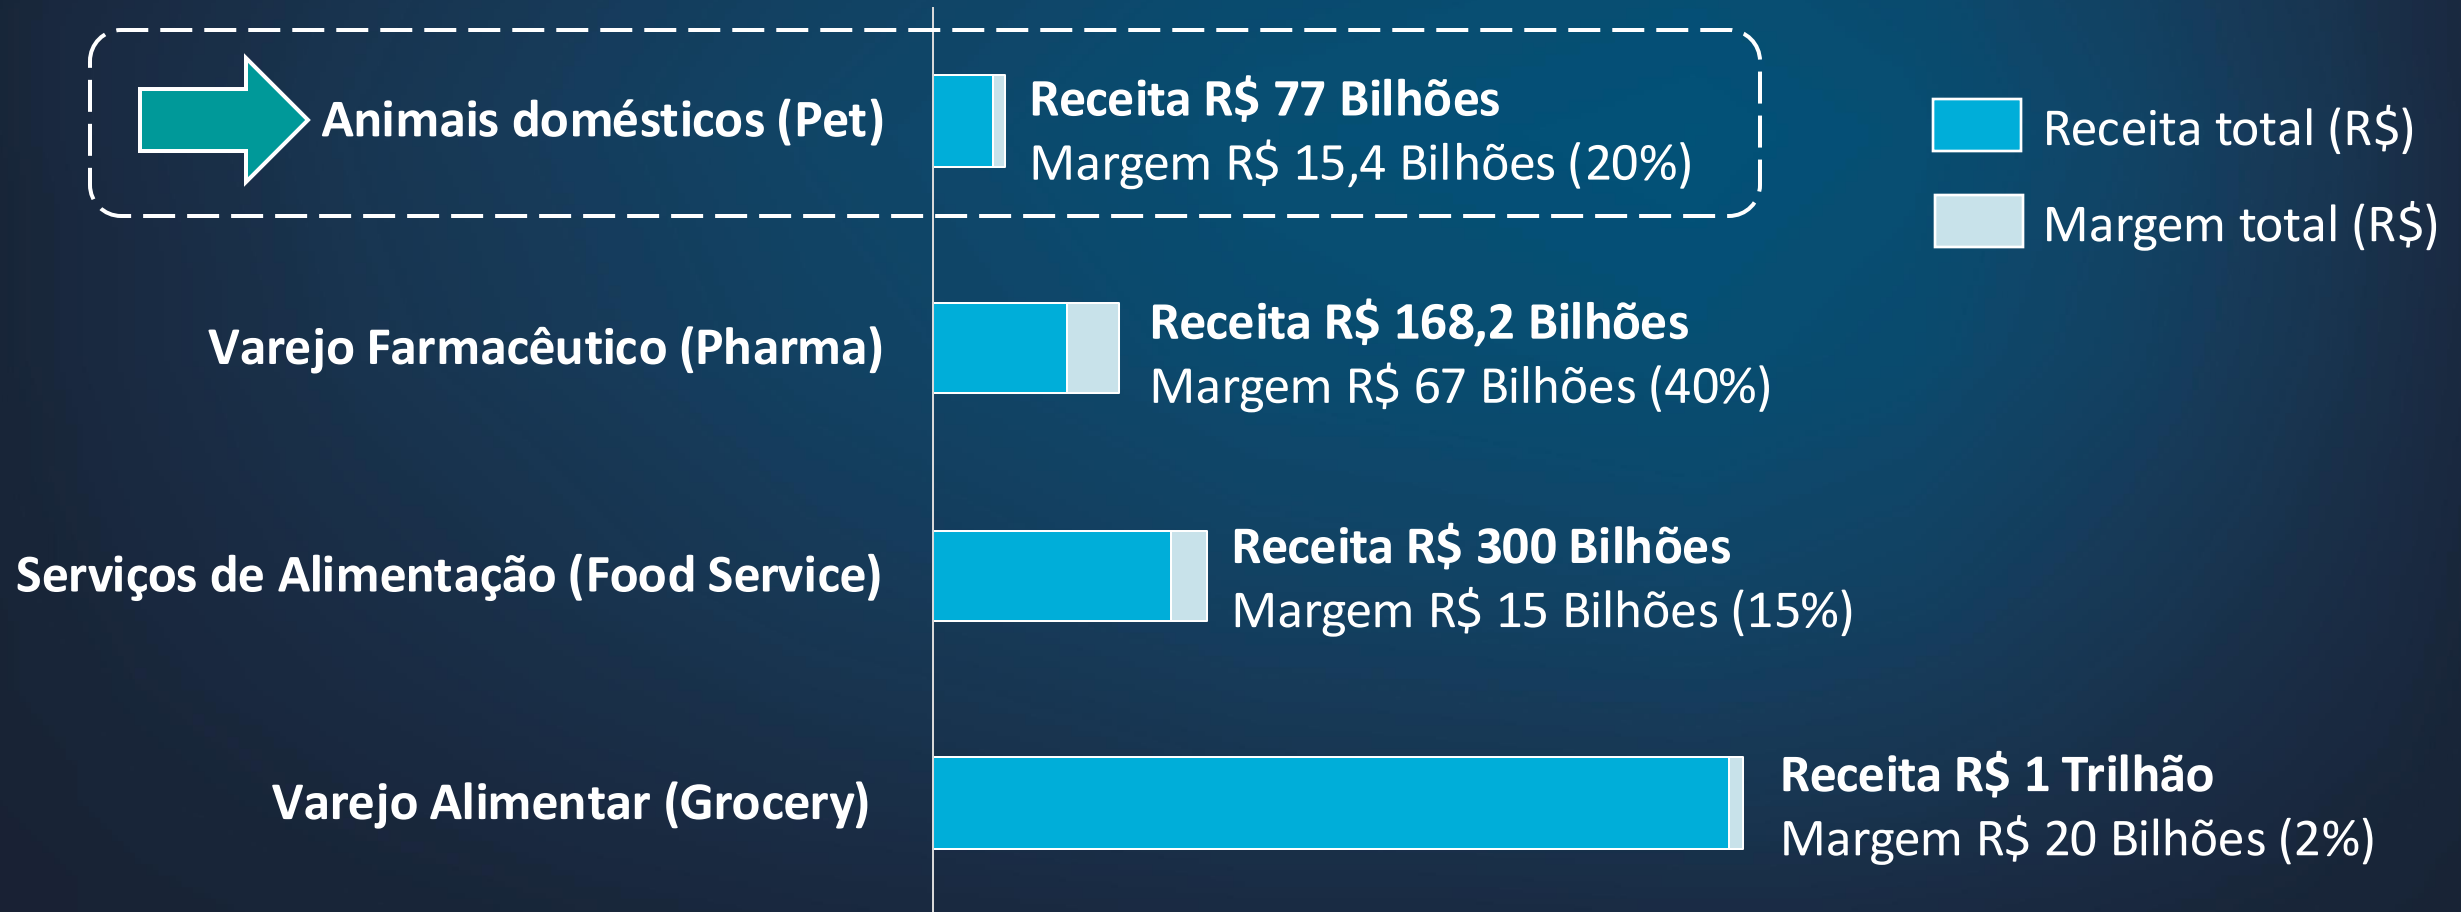 Animais domésticos (Pet)
Receita R$ 77 Bilhões
Margem R$ 15,4 Bilhões (20%)
Receita total (R$)
Margem total (R$)
Varejo Farmacêutico (Pharma)
Receita R$ 168,2 Bilhões
Margem R$ 67 Bilhões (40%)
Serviços de Alimentação (Food Service)
Receita R$ 300 Bilhões
Margem R$ 15 Bilhões (15%)
Varejo Alimentar (Grocery)
Receita R$ 1 Trilhão
Margem R$ 20 Bilhões (2%)